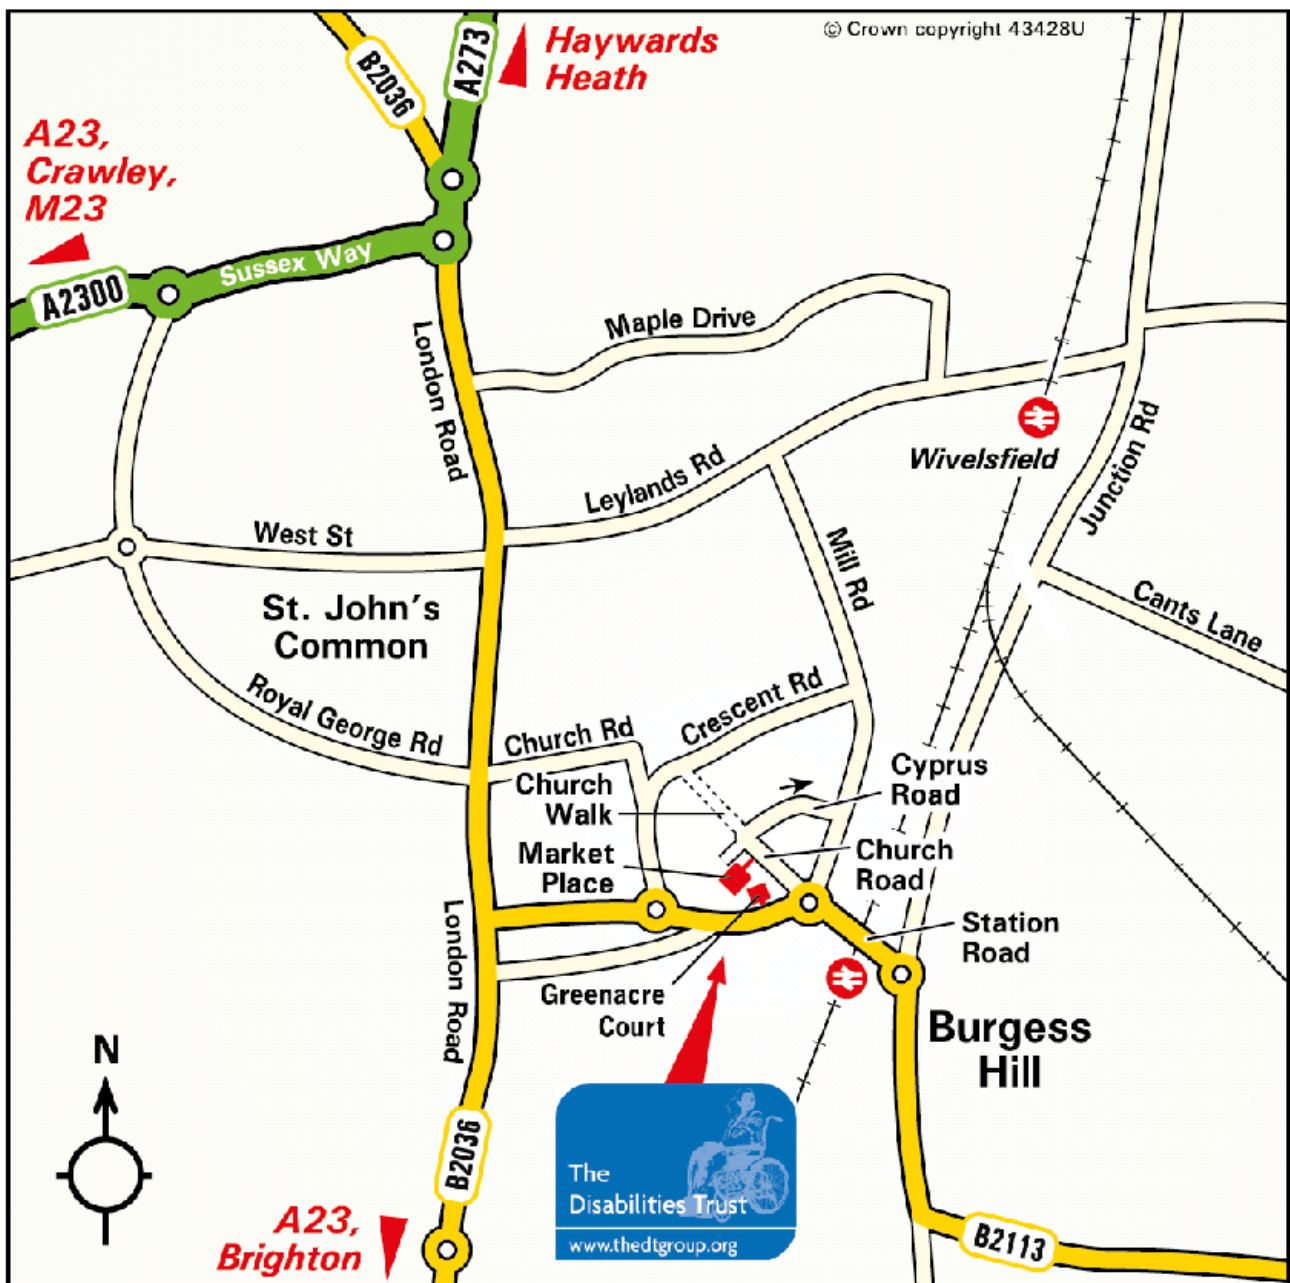 © Crown copyright 43428U
A273
Haywards
Heath
B2036
A23,
Crawley,
M23
A2300
Sussex Way
London Road
Maple Drive
Leylands Rd
Wivelsfield
Junction Rd
West St
Mill Rd
Cants Lane
St. John's
Common
Royal George Rd
Church Rd
Crescent Rd
Church
Walk
Cyprus
Road
Market
Place
Church
Road
Station
Road
London Road
Greenacre
Court
Burgess
Hill
N
B2036
The
Disabilities Trust
www.thedtgroup.org
A23,
Brighton
B2113